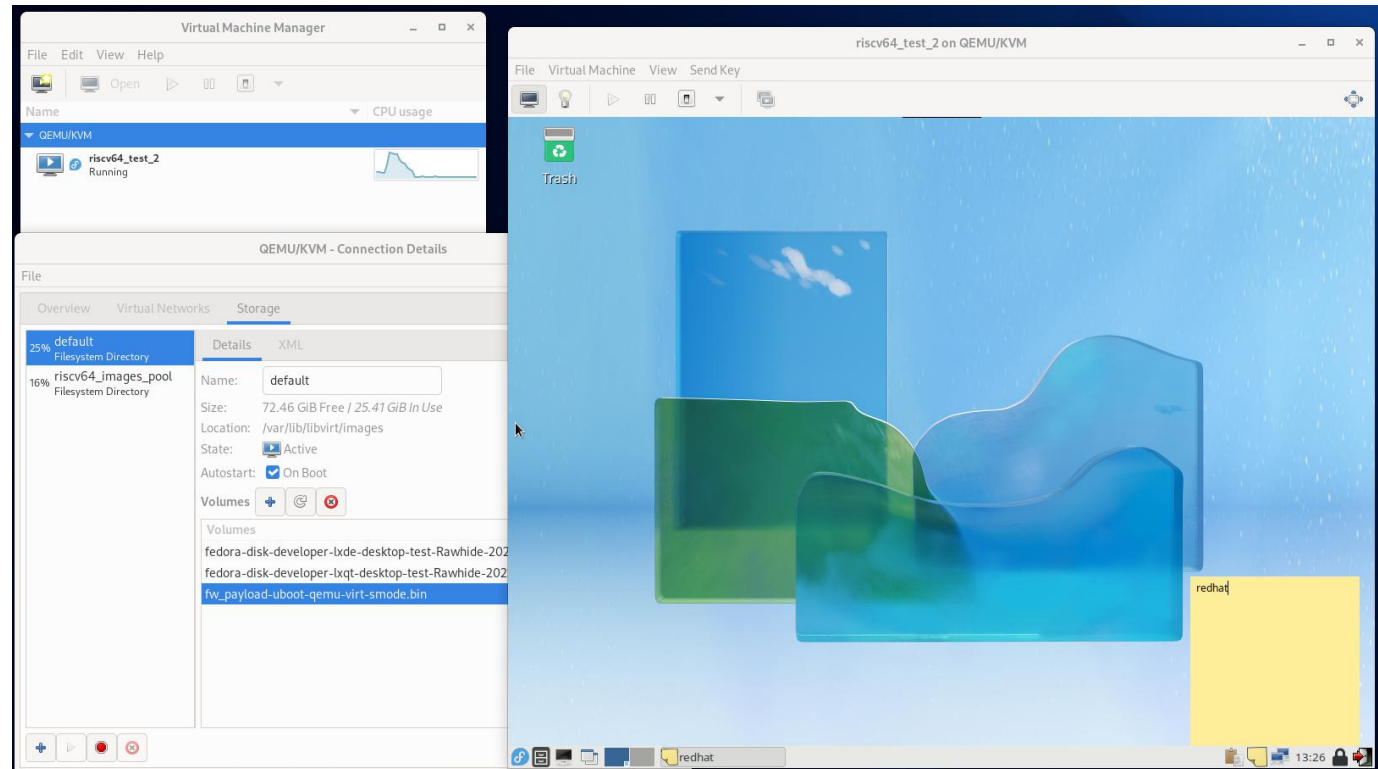 Virtual Machine Manager
File Edit View Help
Open
Name CPU usage
QEMU/KVM
riscv64_test_2
Running
QEMU/KVM - Connection Details
File
Overview Virtual Networks Storage
25% default
Filesystem Directory
16% riscv64_images_pool
Filesystem Directory
Details XML
Name: default
Size: 72.46 GiB Free / 25.41 GiB In Use
Location: /var/lib/libvirt/images
State: Active
Autostart: On Boot
Volumes
Volumes
fedora-disk-developer-lxde-desktop-test-Rawhide-202
fedora-disk-developer-lxqt-desktop-test-Rawhide-202
fw_payload-uboot-qemu-virt-smode.bin
riscv64_test_2 on QEMU/KVM
File Virtual Machine View Send Key
Trash
redhat
redhat
13:26